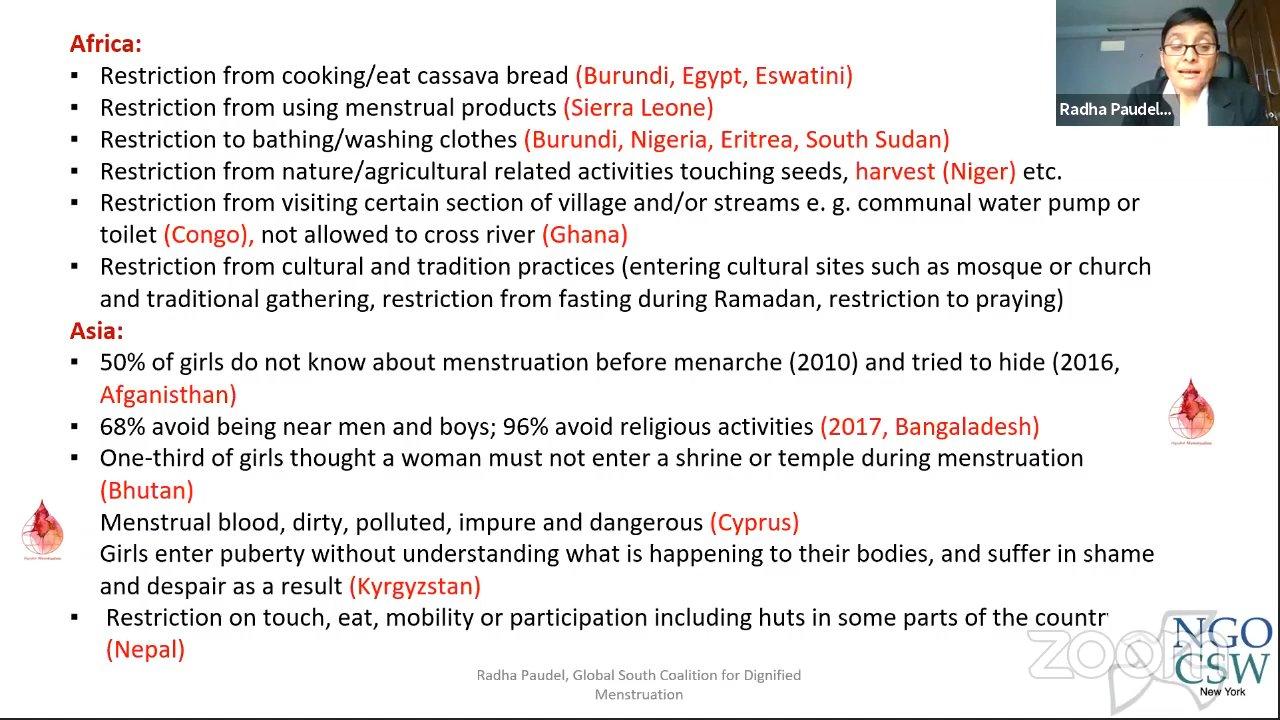 Africa:
▪ Restriction from cooking/eat cassava bread (Burundi, Egypt, Eswatini)
▪ Restriction from using menstrual products (Sierra Leone)
▪ Restriction to bathing/washing clothes (Burundi, Nigeria, Eritrea, South Sudan)
▪ Restriction from nature/agricultural related activities touching seeds, harvest (Niger) etc.
▪ Restriction from visiting certain section of village and/or streams e. g. communal water pump or
toilet (Congo), not allowed to cross river (Ghana)
▪ Restriction from cultural and tradition practices (entering cultural sites such as mosque or church
and traditional gathering, restriction from fasting during Ramadan, restriction to praying)
Asia:
▪ 50% of girls do not know about menstruation before menarche (2010) and tried to hide (2016,
Afganisthan)
▪ 68% avoid being near men and boys; 96% avoid religious activities (2017, Bangaladesh)
▪ One-third of girls thought a woman must not enter a shrine or temple during menstruation
(Bhutan)
Menstrual blood, dirty, polluted, impure and dangerous (Cyprus)
Girls enter puberty without understanding what is happening to their bodies, and suffer in shame
and despair as a result (Kyrgyzstan)
▪ Restriction on touch, eat, mobility or participation including huts in some parts of the countr
(Nepal)
Radha Paudel, Global South Coalition for Dignified
Menstruation
Radha Paudel...
zoom
NGO
CSW
New York